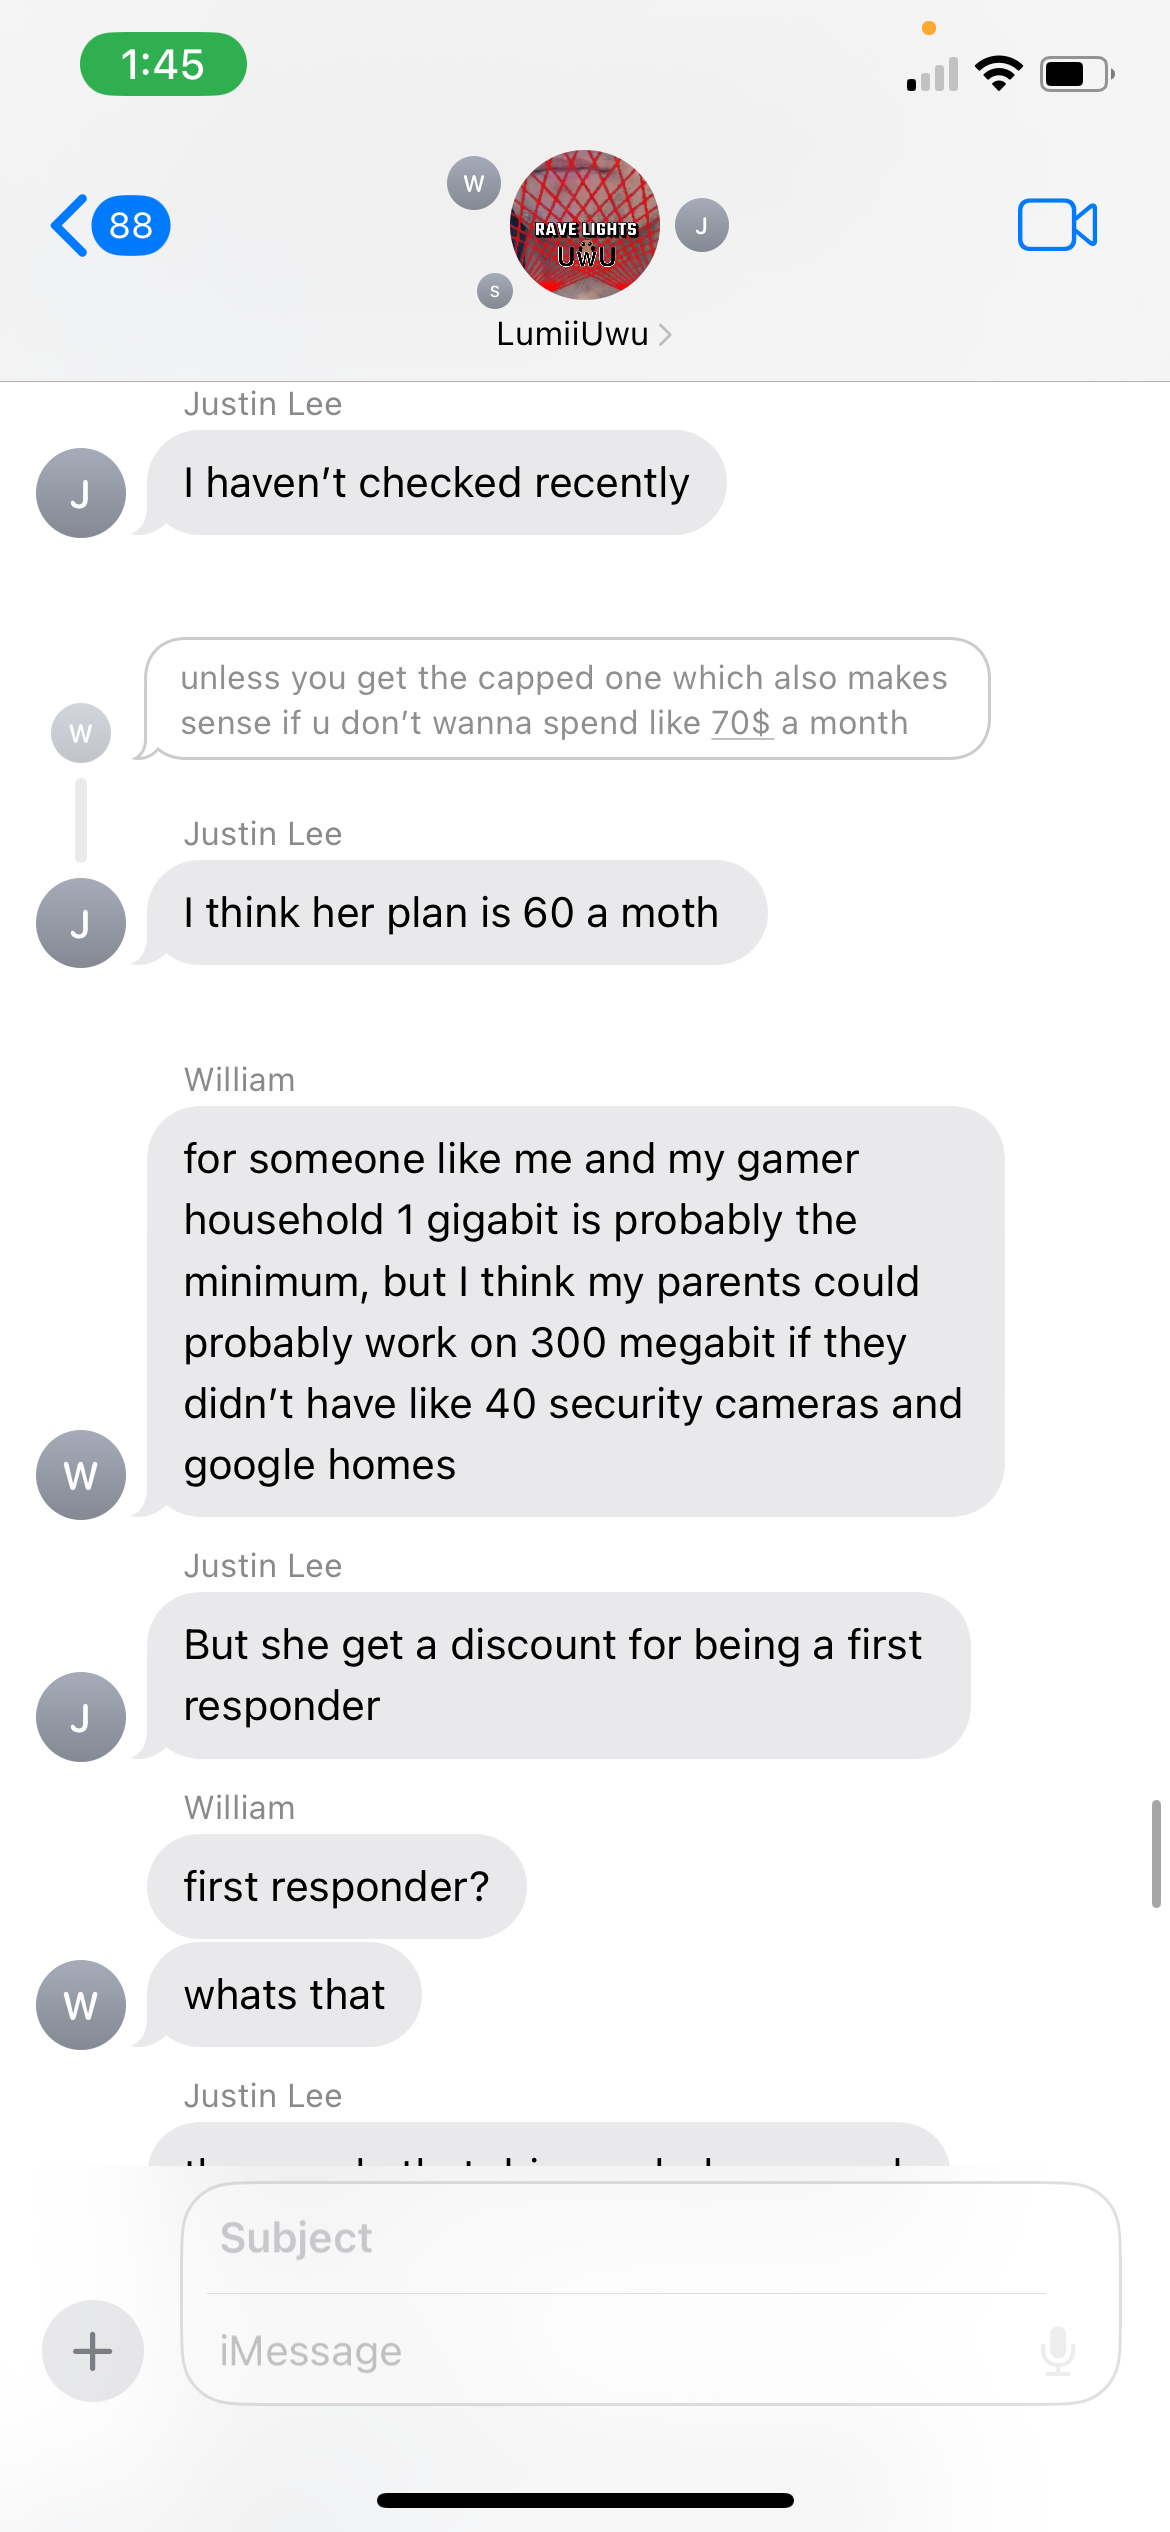 1:45
88
W
J
S
RAVE LIGHTS
UWU
LumiiUwu
Justin Lee
J
I haven't checked recently
unless you get the capped one which also makes
sense if u don't wanna spend like 70$ a month
W
Justin Lee
I think her plan is 60 a moth
J
William
for someone like me and my gamer
household 1 gigabit is probably the
minimum, but I think my parents could
probably work on 300 megabit if they
didn't have like 40 security cameras and
google homes
W
Justin Lee
But she get a discount for being a first
responder
J
William
first responder?
whats that
W
Justin Lee
Subject
iMessage